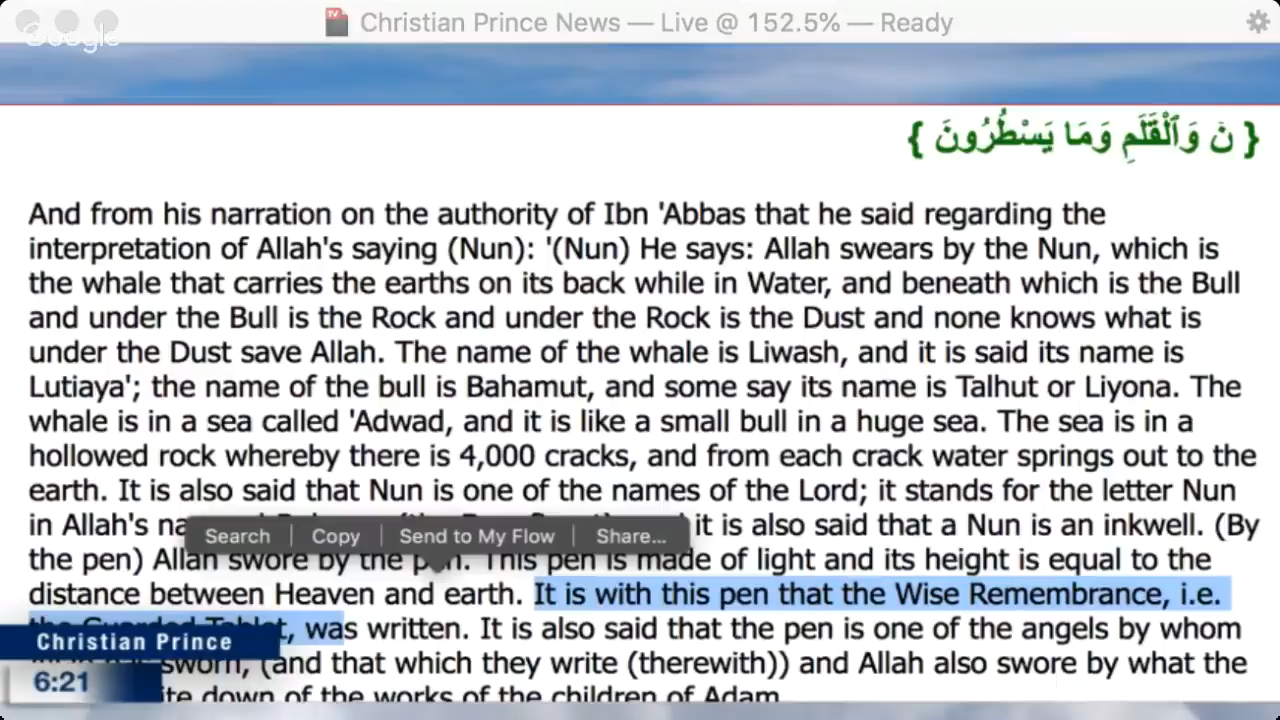 Google
Christian Prince News — Live @ 152.5% — Ready
{ نۤ وَٱلْقَلَمِ وَمَا يَسْطُرُونَ }
And from his narration on the authority of Ibn 'Abbas that he said regarding the
interpretation of Allah's saying (Nun): '(Nun) He says: Allah swears by the Nun, which is
the whale that carries the earths on its back while in Water, and beneath which is the Bull
and under the Bull is the Rock and under the Rock is the Dust and none knows what is
under the Dust save Allah. The name of the whale is Liwash, and it is said its name is
Lutiaya'; the name of the bull is Bahamut, and some say its name is Talhut or Liyona. The
whale is in a sea called 'Adwad, and it is like a small bull in a huge sea. The sea is in a
hollowed rock whereby there is 4,000 cracks, and from each crack water springs out to the
earth. It is also said that Nun is one of the names of the Lord; it stands for the letter Nun
in Allah's it is also said that a Nun is an inkwell. (By
Search Copy Send to My Flow Share...
the pen) Allah swore by the pen. This pen is made of light and its height is equal to the
distance between Heaven and earth. It is with this pen that the Wise Remembrance, i.e.
the Guarded Tablet, was written. It is also said that the pen is one of the angels by whom
Christian Prince
sworn, (and that which they write (therewith)) and Allah also swore by what the
6:21
down of the works of the children of Adam